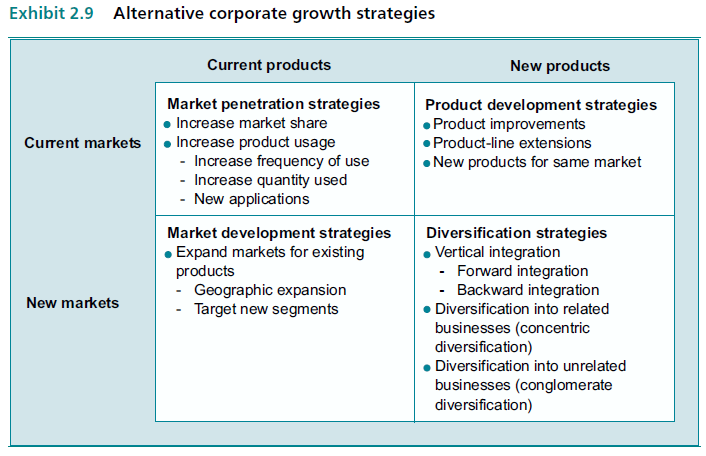 Exhibit 2.9 Alternative corporate growth strategies
Current products
New products
Current markets
Market penetration strategies
● Increase market share
● Increase product usage
- Increase frequency of use
- Increase quantity used
- New applications
Product development strategies
● Product improvements
● Product-line extensions
● New products for same market
New markets
Market development strategies
● Expand markets for existing
products
- Geographic expansion
- Target new segments
Diversification strategies
● Vertical integration
- Forward integration
- Backward integration
● Diversification into related
businesses (concentric
diversification)
● Diversification into unrelated
businesses (conglomerate
diversification)